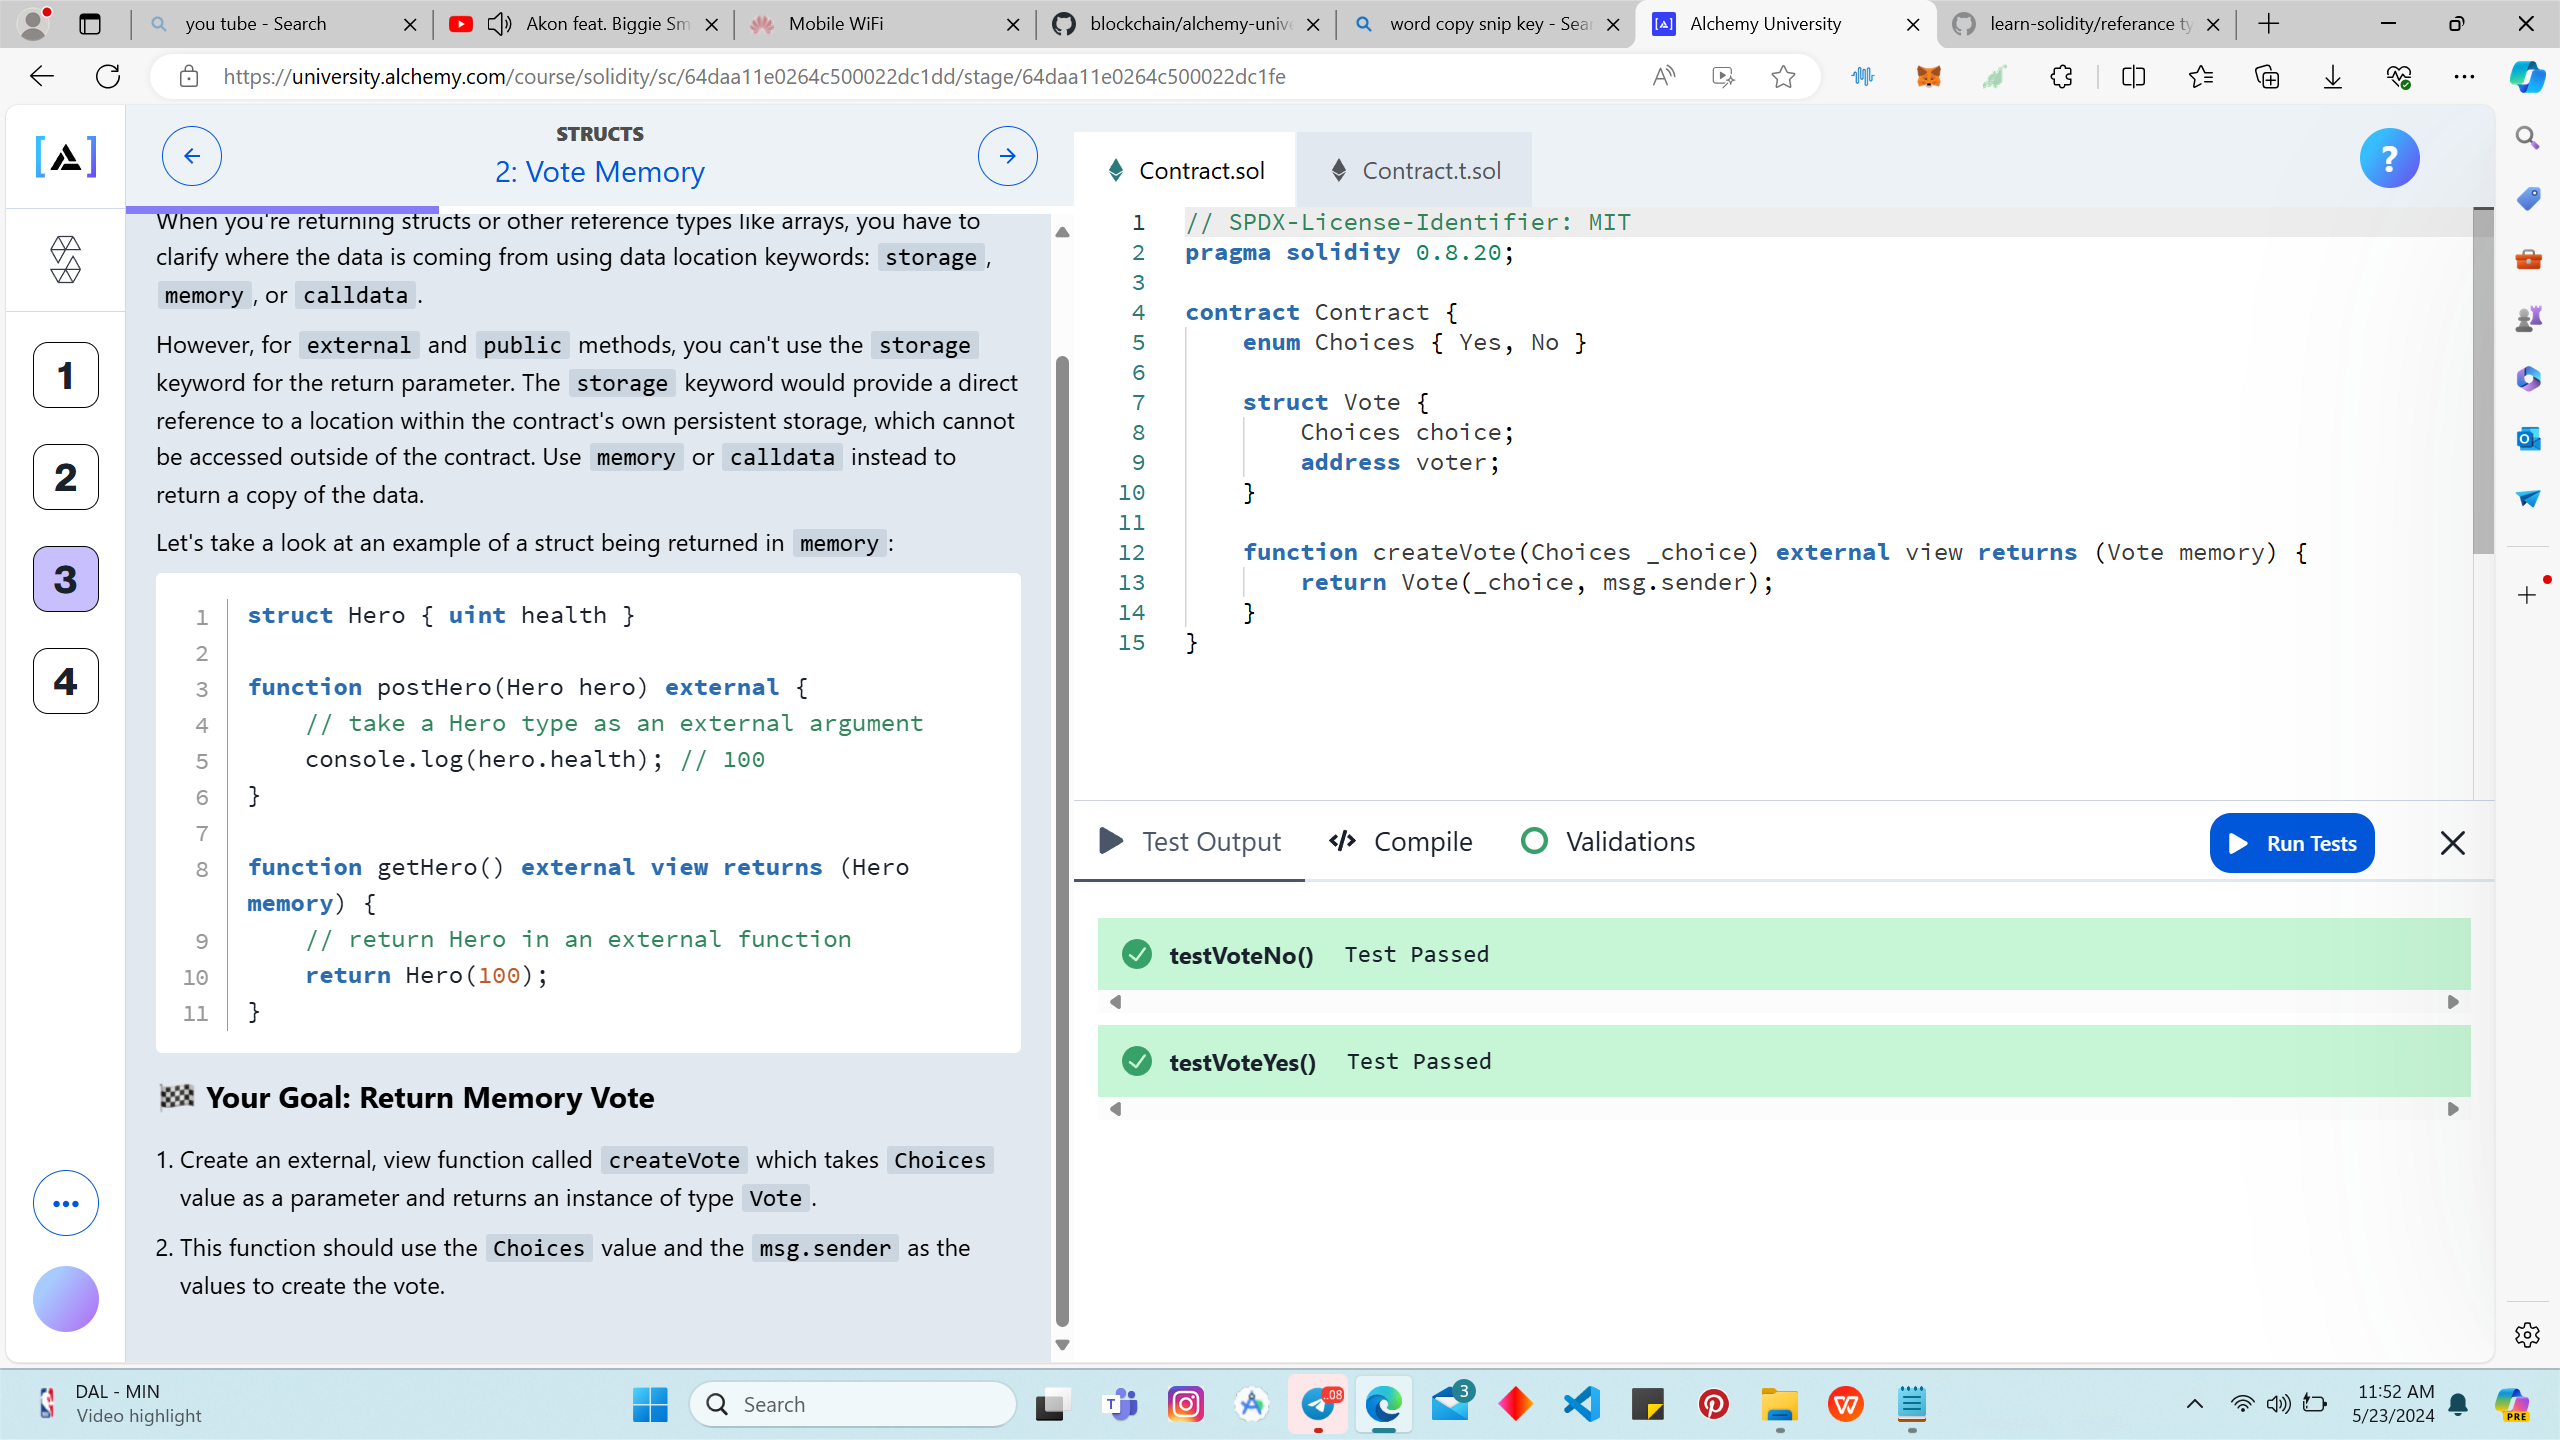 you tube - Search
Akon feat. Biggie Sm
Mobile WiFi
blockchain/alchemy-unive
word copy snip key - Sear
Alchemy University
learn-solidity/referance ty
https://university.alchemy.com/course/solidity/sc/64daa11e0264c500022dc1dd/stage/64daa11e0264c500022dc1fe
STRUCTS
2: Vote Memory
1
2
3
4
When you're returning structs or other reference types like arrays, you have to
clarify where the data is coming from using data location keywords: storage,
memory, or calldata.
However, for external and public methods, you can't use the storage
keyword for the return parameter. The storage keyword would provide a direct
reference to a location within the contract's own persistent storage, which cannot
be accessed outside of the contract. Use memory or calldata instead to
return a copy of the data.
Let's take a look at an example of a struct being returned in memory:
1 struct Hero { uint health }
2
3 function postHero(Hero hero) external {
4 // take a Hero type as an external argument
5 console.log(hero.health); // 100
6 }
7
8 function getHero() external view returns (Hero
memory) {
9 // return Hero in an external function
10 return Hero(100);
11 }
Your Goal: Return Memory Vote
1. Create an external, view function called createVote which takes Choices
value as a parameter and returns an instance of type Vote.
2. This function should use the Choices value and the msg.sender as the
values to create the vote.
Contract.sol
Contract.t.sol
?
1 // SPDX-License-Identifier: MIT
2 pragma solidity 0.8.20;
3
4 contract Contract {
5 enum Choices { Yes, No }
6
7 struct Vote {
8 Choices choice;
9 address voter;
10 }
11
12 function createVote(Choices _choice) external view returns (Vote memory) {
13 return Vote(_choice, msg.sender);
14 }
15 }
Test Output
Compile
Validations
Run Tests
testVoteNo() Test Passed
testVoteYes() Test Passed
DAL - MIN
Video highlight
Search
..08
3
11:52 AM
5/23/2024
PRE